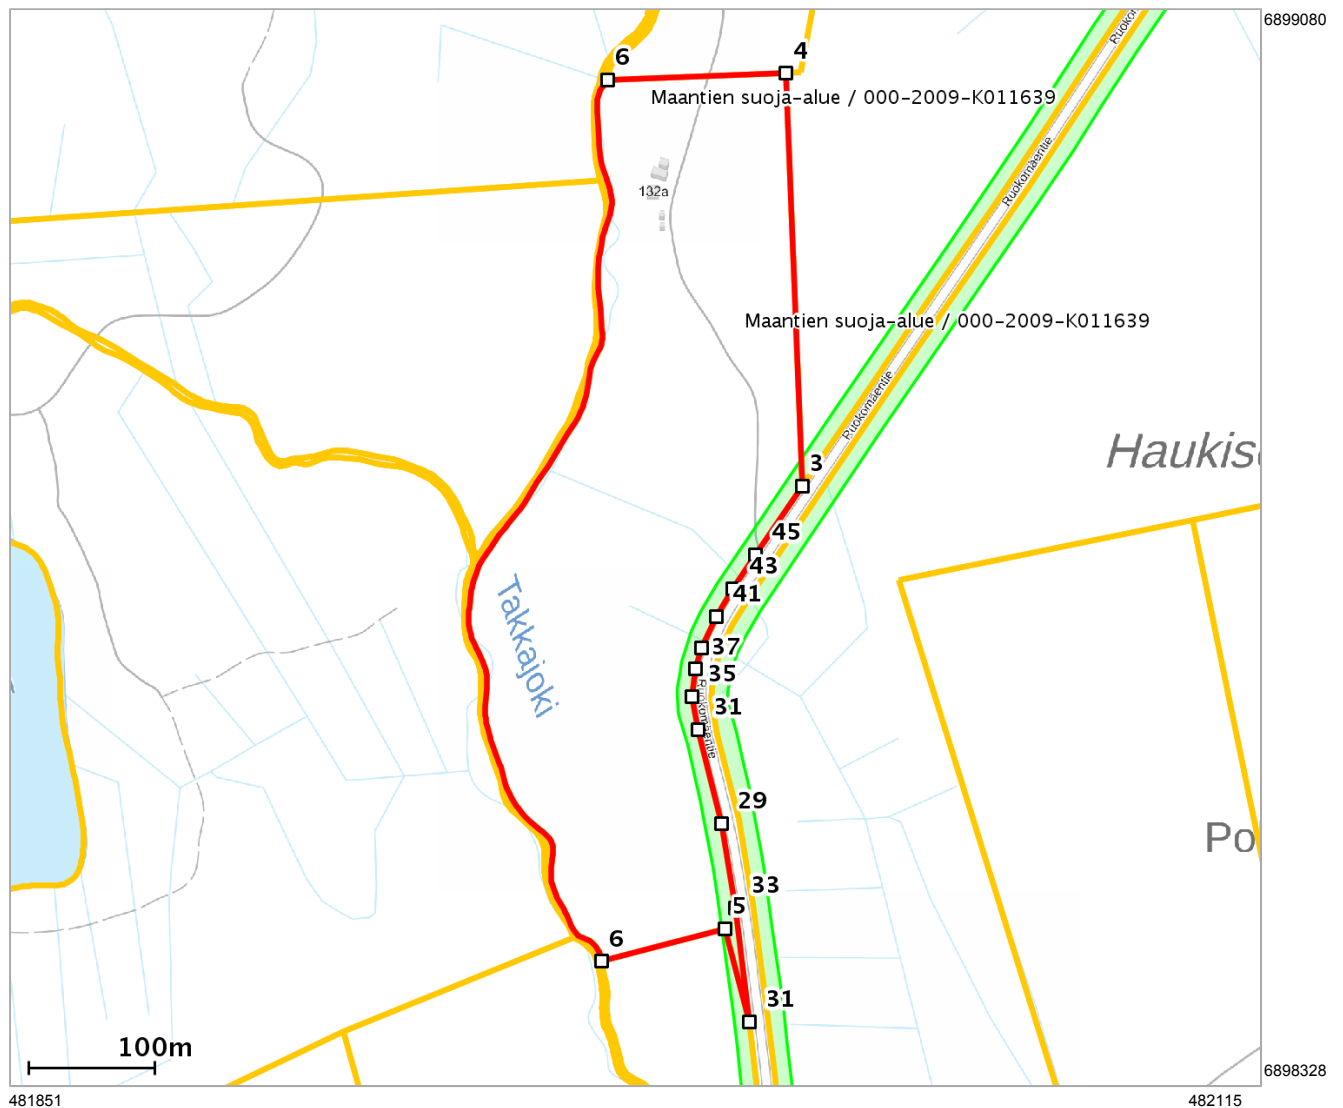 6899080
Ruokor
6
4
Maantien suoja-alue / 000-2009-K011639
Ruokomäentie
132a
Maantien suoja-alue / 000-2009-K011639
Ruokomäentie
Haukis
3
45
43
41
Takkajoki
37
35
Ruokomäentie
31
29
Po
33
5
6
31
100m
6898328
481851
482115